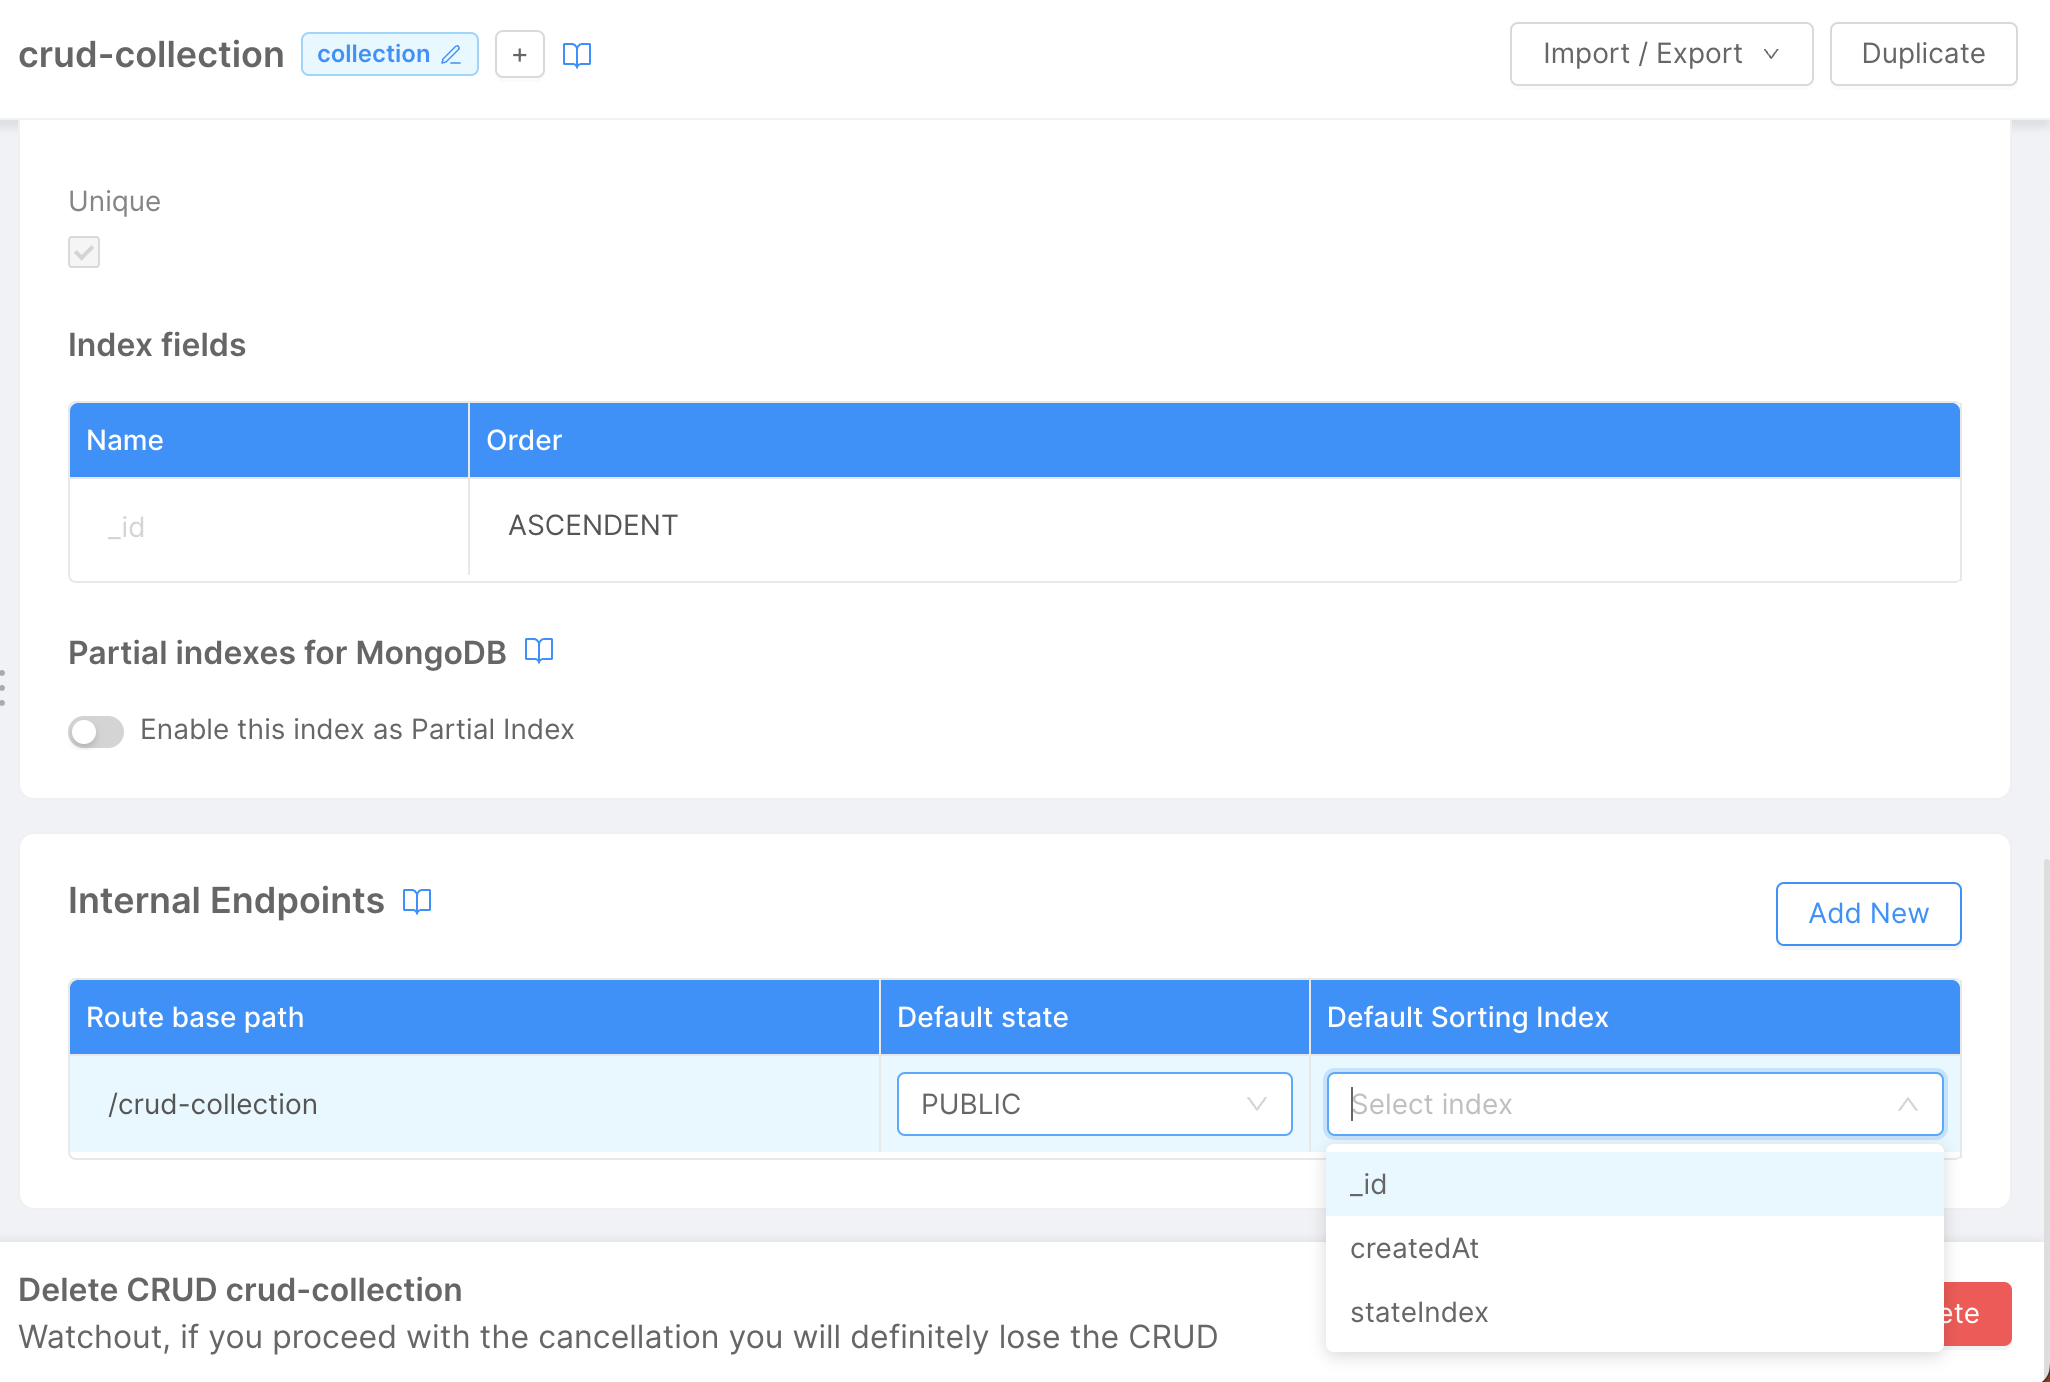 crud-collection collection + Import / Export Duplicate
Unique
Index fields
Name Order
_id ASCENDENT
Partial indexes for MongoDB
Enable this index as Partial Index
Internal Endpoints Add New
Route base path Default state Default Sorting Index
/crud-collection PUBLIC Select index
_id
createdAt
stateIndex
Delete CRUD crud-collection
Watchout, if you proceed with the cancellation you will definitely lose the CRUD
ete